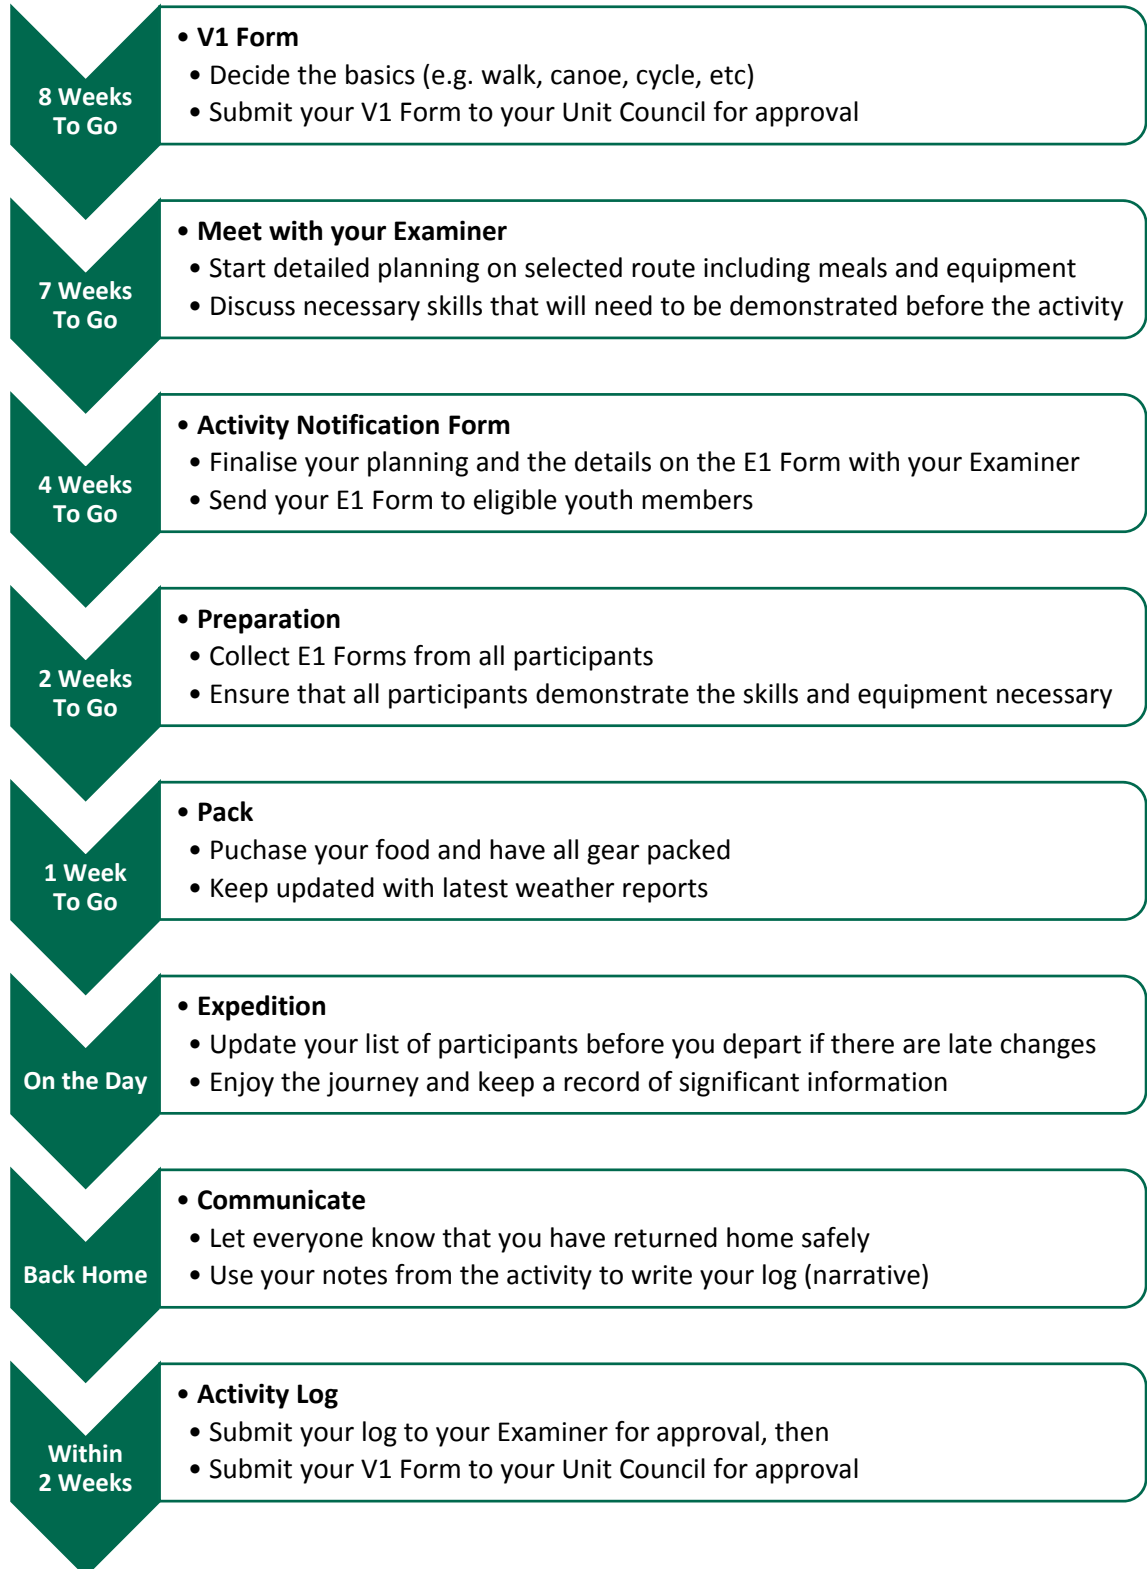 8 Weeks
To Go
• V1 Form
• Decide the basics (e.g. walk, canoe, cycle, etc)
• Submit your V1 Form to your Unit Council for approval
7 Weeks
To Go
• Meet with your Examiner
• Start detailed planning on selected route including meals and equipment
• Discuss necessary skills that will need to be demonstrated before the activity
4 Weeks
To Go
• Activity Notification Form
• Finalise your planning and the details on the E1 Form with your Examiner
• Send your E1 Form to eligible youth members
2 Weeks
To Go
• Preparation
• Collect E1 Forms from all participants
• Ensure that all participants demonstrate the skills and equipment necessary
1 Week
To Go
• Pack
• Puchase your food and have all gear packed
• Keep updated with latest weather reports
On the Day
• Expedition
• Update your list of participants before you depart if there are late changes
• Enjoy the journey and keep a record of significant information
Back Home
• Communicate
• Let everyone know that you have returned home safely
• Use your notes from the activity to write your log (narrative)
Within
2 Weeks
• Activity Log
• Submit your log to your Examiner for approval, then
• Submit your V1 Form to your Unit Council for approval